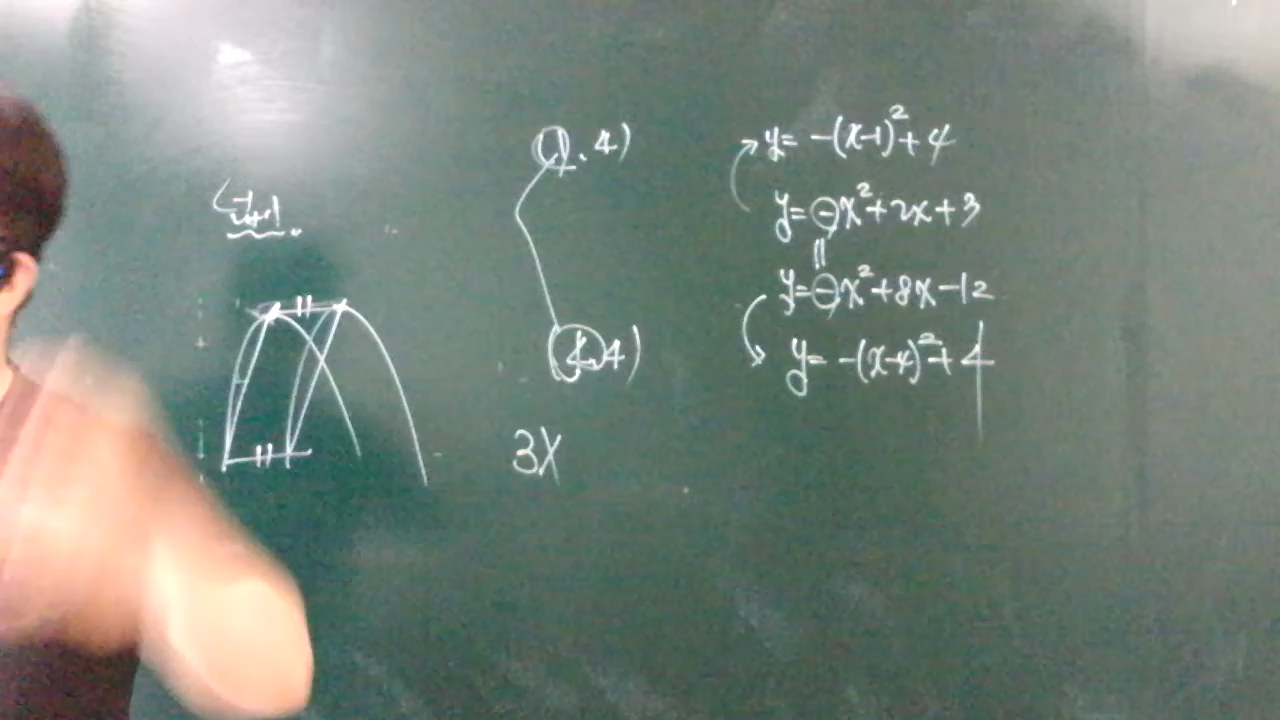 (1, 4)
(4, 4)
3X
y= -(x-1)²+4
y= -x²+2x+3
y= -x²+8x-12
y= -(x-4)²+4